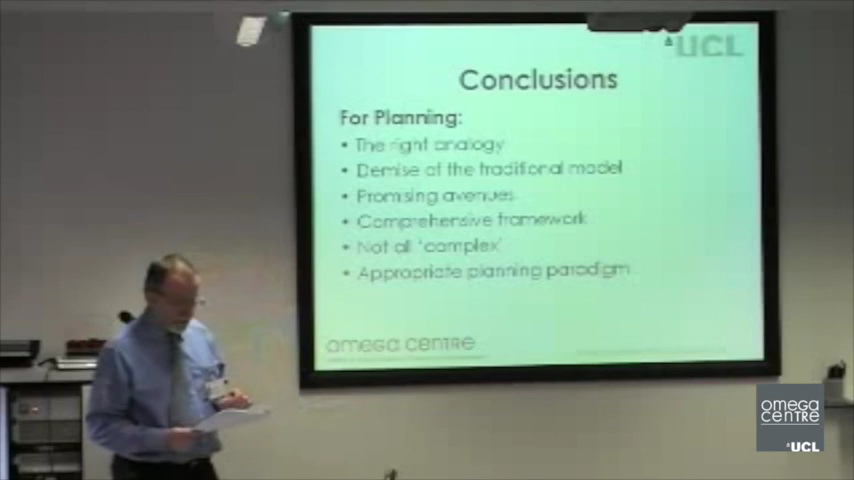 UCL
Conclusions
For Planning:
• The right analogy
• Demise of the traditional model
• Promising avenues
• Comprehensive framework
• Not all 'complex'
• Appropriate planning paradigm
omega centre
omega
centre
UCL